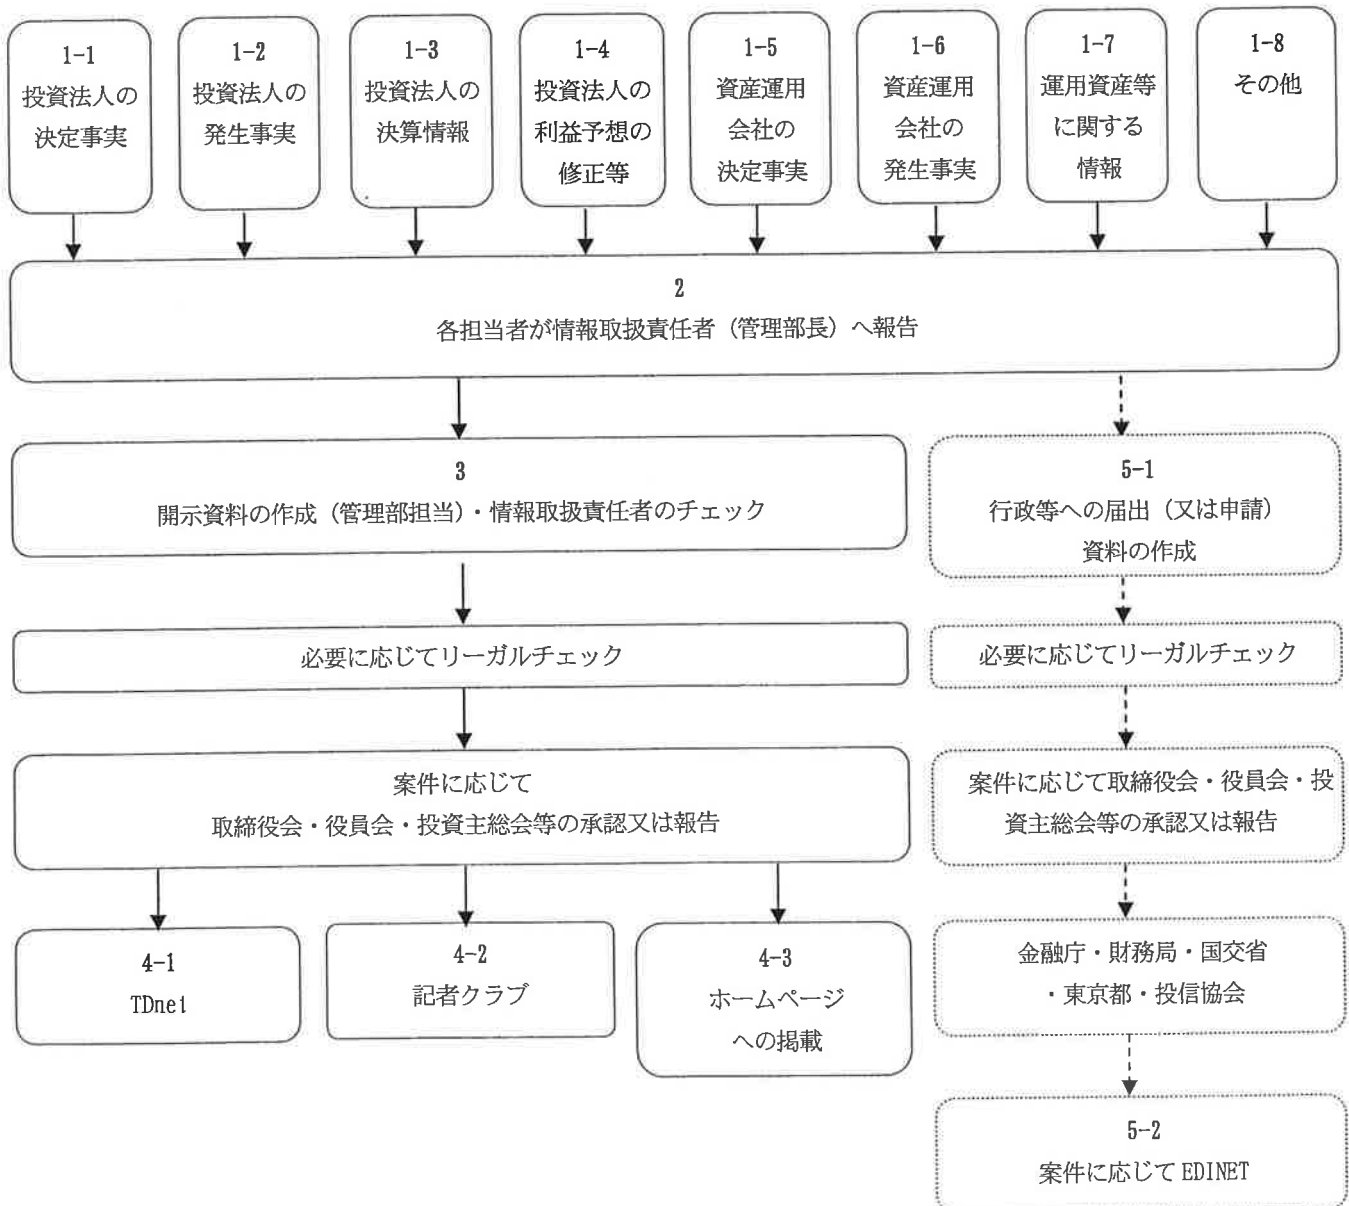 1-1
投資法人の
決定事実
1-2
投資法人の
発生事実
1-3
投資法人の
決算情報
1-4
投資法人の
利益予想の
修正等
1-5
資産運用
会社の
決定事実
1-6
資産運用
会社の
発生事実
1-7
運用資産等
に関する
情報
1-8
その他
2
各担当者が情報取扱責任者（管理部長）へ報告
3
開示資料の作成（管理部担当）・情報取扱責任者のチェック
5-1
行政等への届出（又は申請）
資料の作成
必要に応じてリーガルチェック
必要に応じてリーガルチェック
案件に応じて
取締役会・役員会・投資主総会等の承認又は報告
案件に応じて取締役会・役員会・投
資主総会等の承認又は報告
4-1
TDnet
4-2
記者クラブ
4-3
ホームページ
への掲載
金融庁・財務局・国交省
・東京都・投信協会
5-2
案件に応じて EDINET